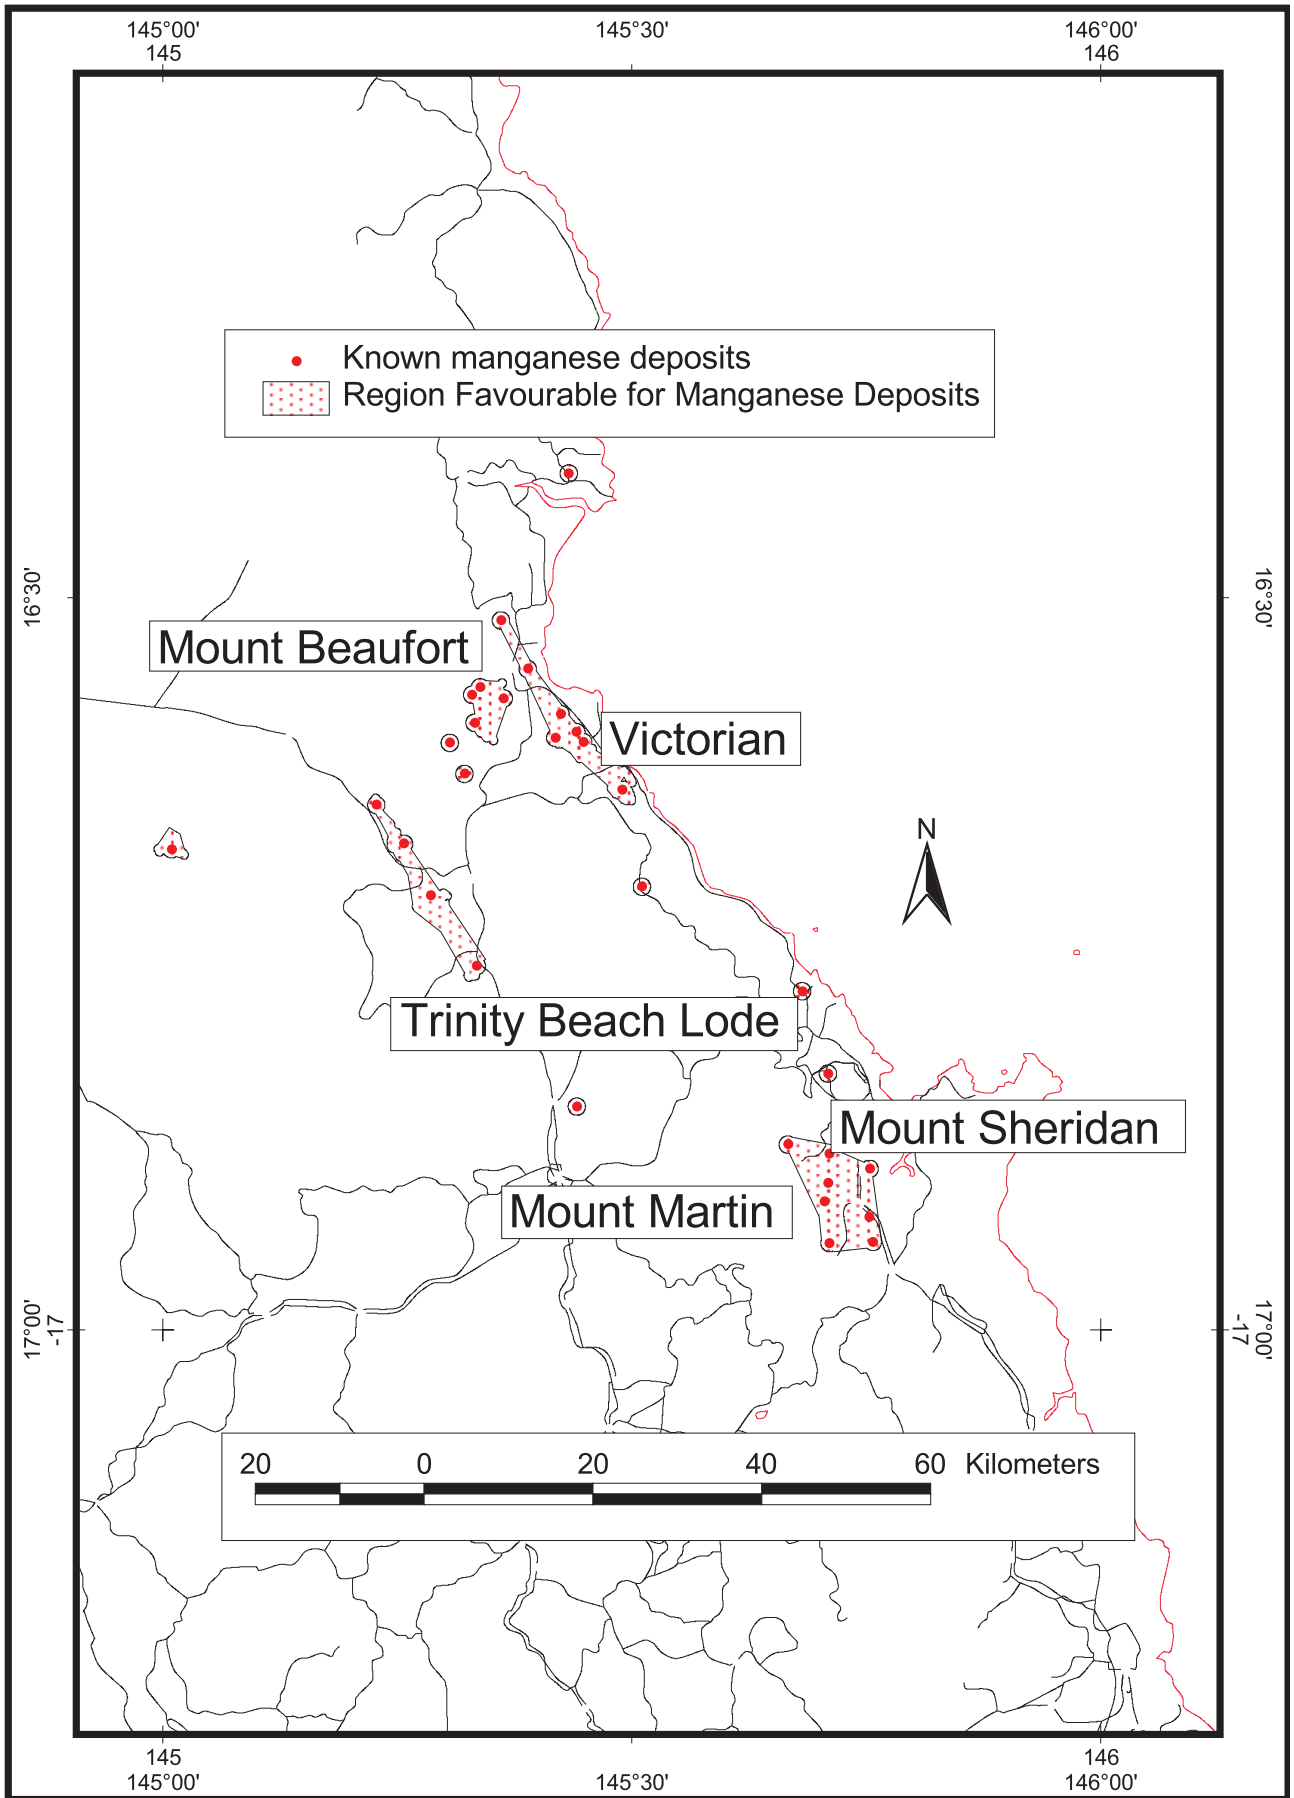 145°00' 145°30' 146°00'
145 146
Known manganese deposits
Region Favourable for Manganese Deposits
16°30' 16°30'
Mount Beaufort
Victorian
N
Trinity Beach Lode
Mount Sheridan
Mount Martin
17°00' 17°00'
-17 -17
20 0 20 40 60 Kilometers
145 146
145°00' 145°30' 146°00'